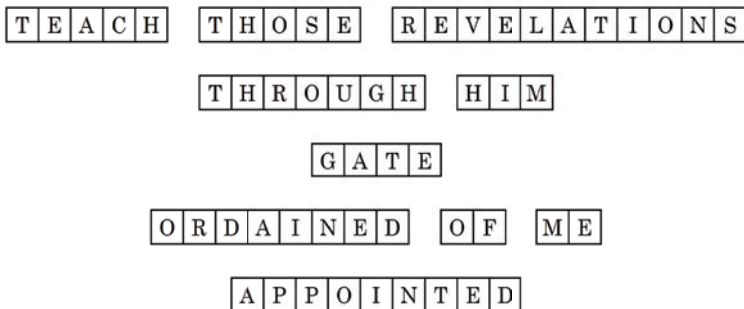 TEACH THOSE REVELATIONS
THROUGH HIM
GATE
ORDAINED OF ME
APPOINTED